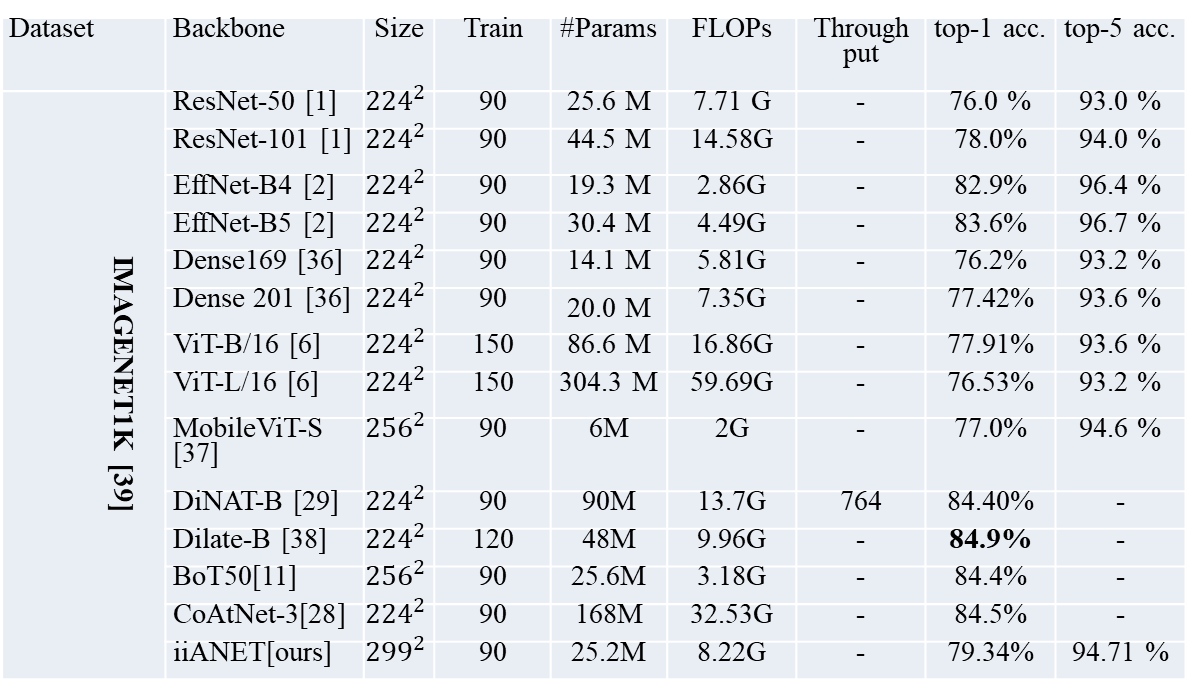 Dataset Backbone Size Train #Params FLOPs Through put top-1 acc. top-5 acc.
IMAGENET1K [39]
ResNet-50 [1] 224² 90 25.6 M 7.71 G - 76.0 % 93.0 %
ResNet-101 [1] 224² 90 44.5 M 14.58G - 78.0% 94.0 %
EffNet-B4 [2] 224² 90 19.3 M 2.86G - 82.9% 96.4 %
EffNet-B5 [2] 224² 90 30.4 M 4.49G - 83.6% 96.7 %
Dense169 [36] 224² 90 14.1 M 5.81G - 76.2% 93.2 %
Dense 201 [36] 224² 90 20.0 M 7.35G - 77.42% 93.6 %
ViT-B/16 [6] 224² 150 86.6 M 16.86G - 77.91% 93.6 %
ViT-L/16 [6] 224² 150 304.3 M 59.69G - 76.53% 93.2 %
MobileViT-S [37] 256² 90 6M 2G - 77.0% 94.6 %
DiNAT-B [29] 224² 90 90M 13.7G 764 84.40% -
Dilate-B [38] 224² 120 48M 9.96G - 84.9% -
BoT50[11] 256² 90 25.6M 3.18G - 84.4% -
CoAtNet-3[28] 224² 90 168M 32.53G - 84.5% -
iiANET[ours] 299² 90 25.2M 8.22G - 79.34% 94.71 %